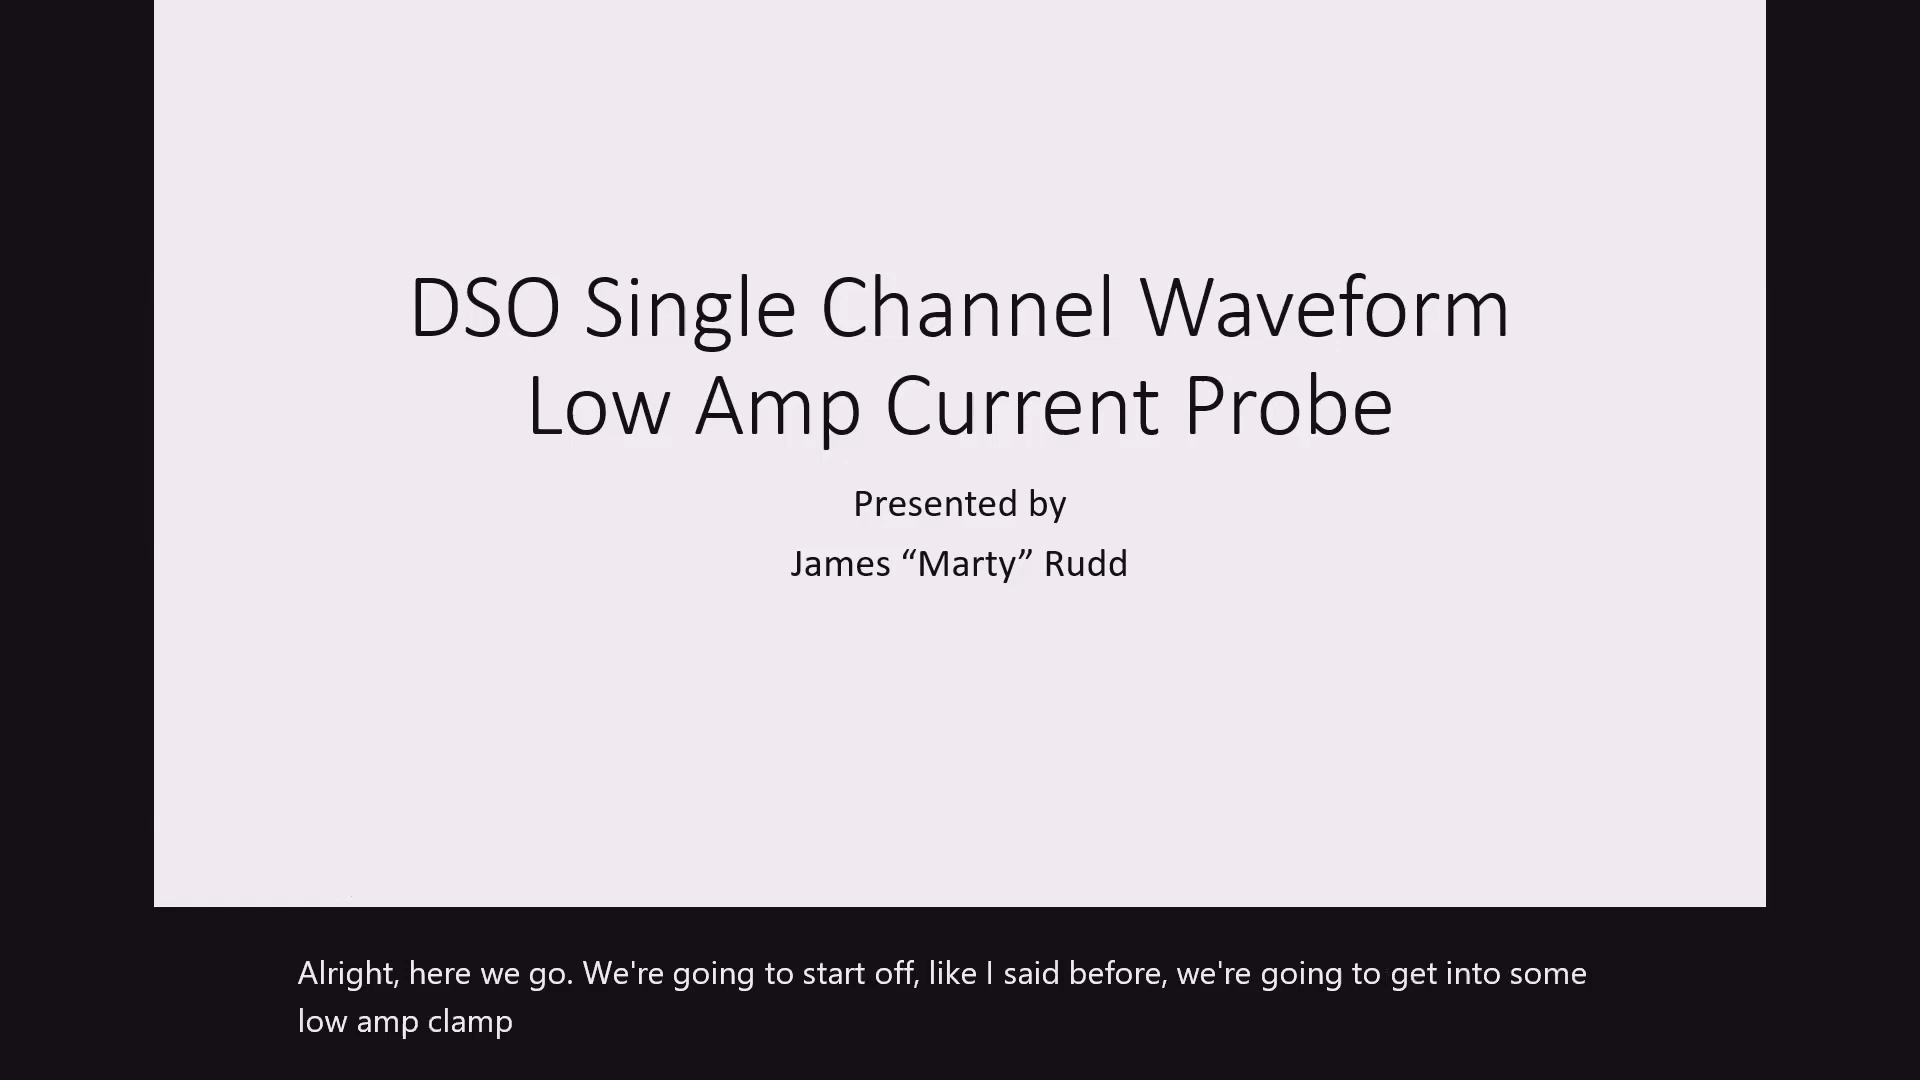 DSO Single Channel Waveform
Low Amp Current Probe
Presented by
James “Marty” Rudd
Alright, here we go. We're going to start off, like I said before, we're going to get into some
low amp clamp